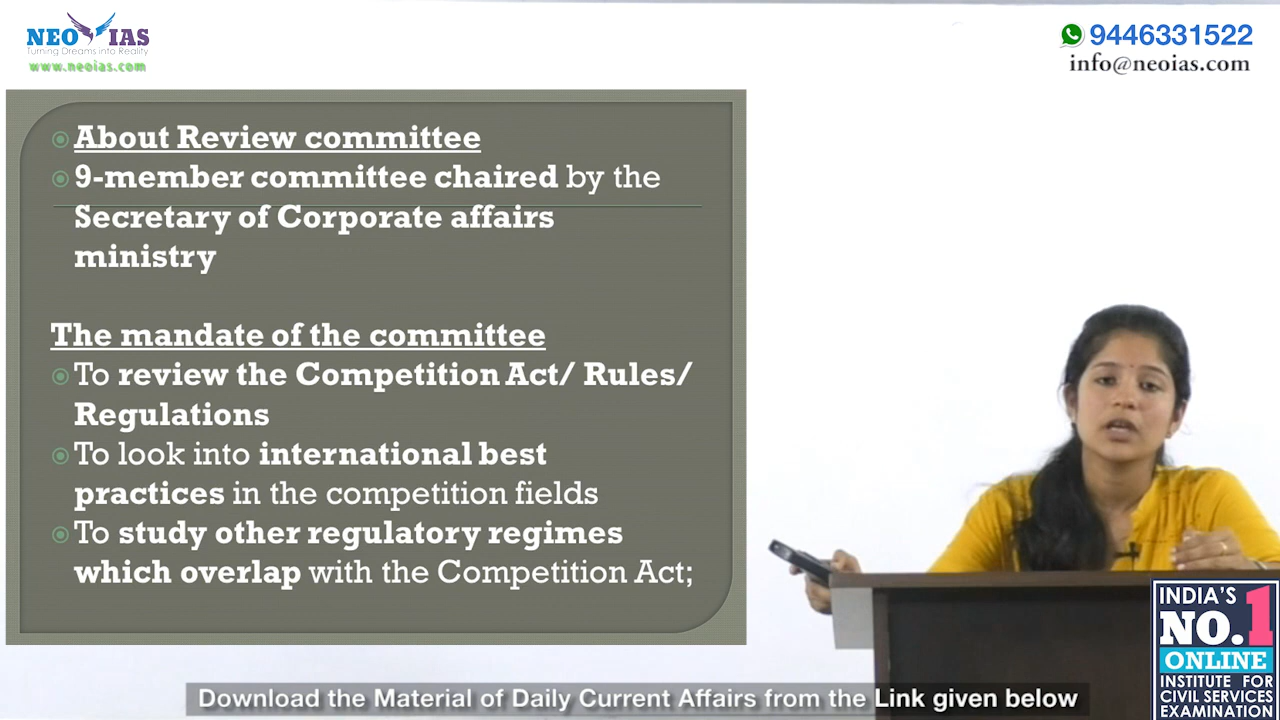 NEO IAS
Turning Dreams into Reality
www.neoias.com
9446331522
info@neoias.com
About Review committee
9-member committee chaired by the
Secretary of Corporate affairs
ministry
The mandate of the committee
To review the Competition Act/ Rules/
Regulations
To look into international best
practices in the competition fields
To study other regulatory regimes
which overlap with the Competition Act;
INDIA'S
NO.1
ONLINE
INSTITUTE FOR
CIVIL SERVICES
EXAMINATION
Download the Material of Daily Current Affairs from the Link given below